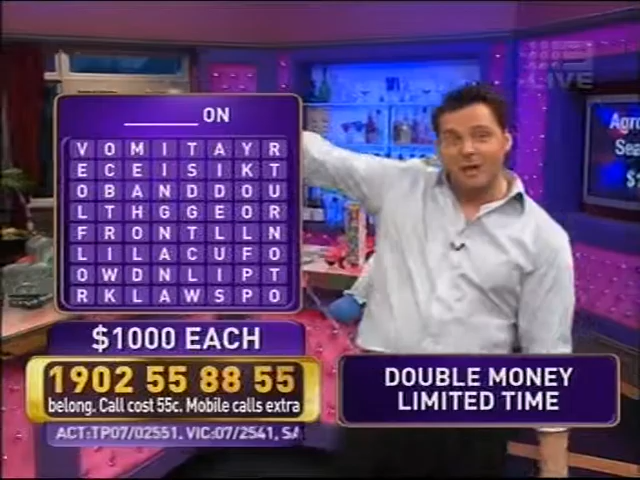 ______ ON
V O M I T A Y R
E C E I S I K T
O B A N D D O U
L T H G G E O R
F R O N T L L N
L I L A C U F O
O W D N L I P T
R K L A W S P O
$1000 EACH
1902 55 88 55
belong. Call cost 55c. Mobile calls extra
ACT:TP07/02551, VIC:07/2541, SA
DOUBLE MONEY
LIMITED TIME
LIVE
Agro
Sea
$1